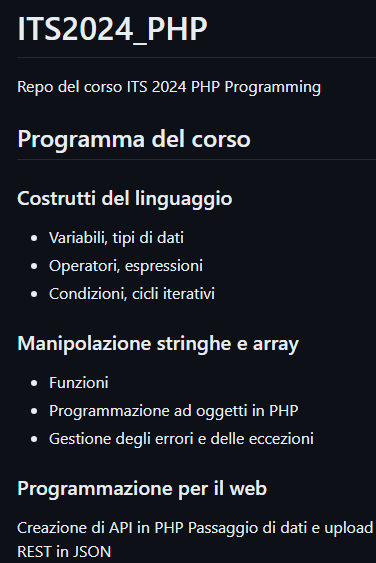 ITS2024_PHP
Repo del corso ITS 2024 PHP Programming
Programma del corso
Costrutti del linguaggio
Variabili, tipi di dati
Operatori, espressioni
Condizioni, cicli iterativi
Manipolazione stringhe e array
Funzioni
Programmazione ad oggetti in PHP
Gestione degli errori e delle eccezioni
Programmazione per il web
Creazione di API in PHP Passaggio di dati e upload
REST in JSON